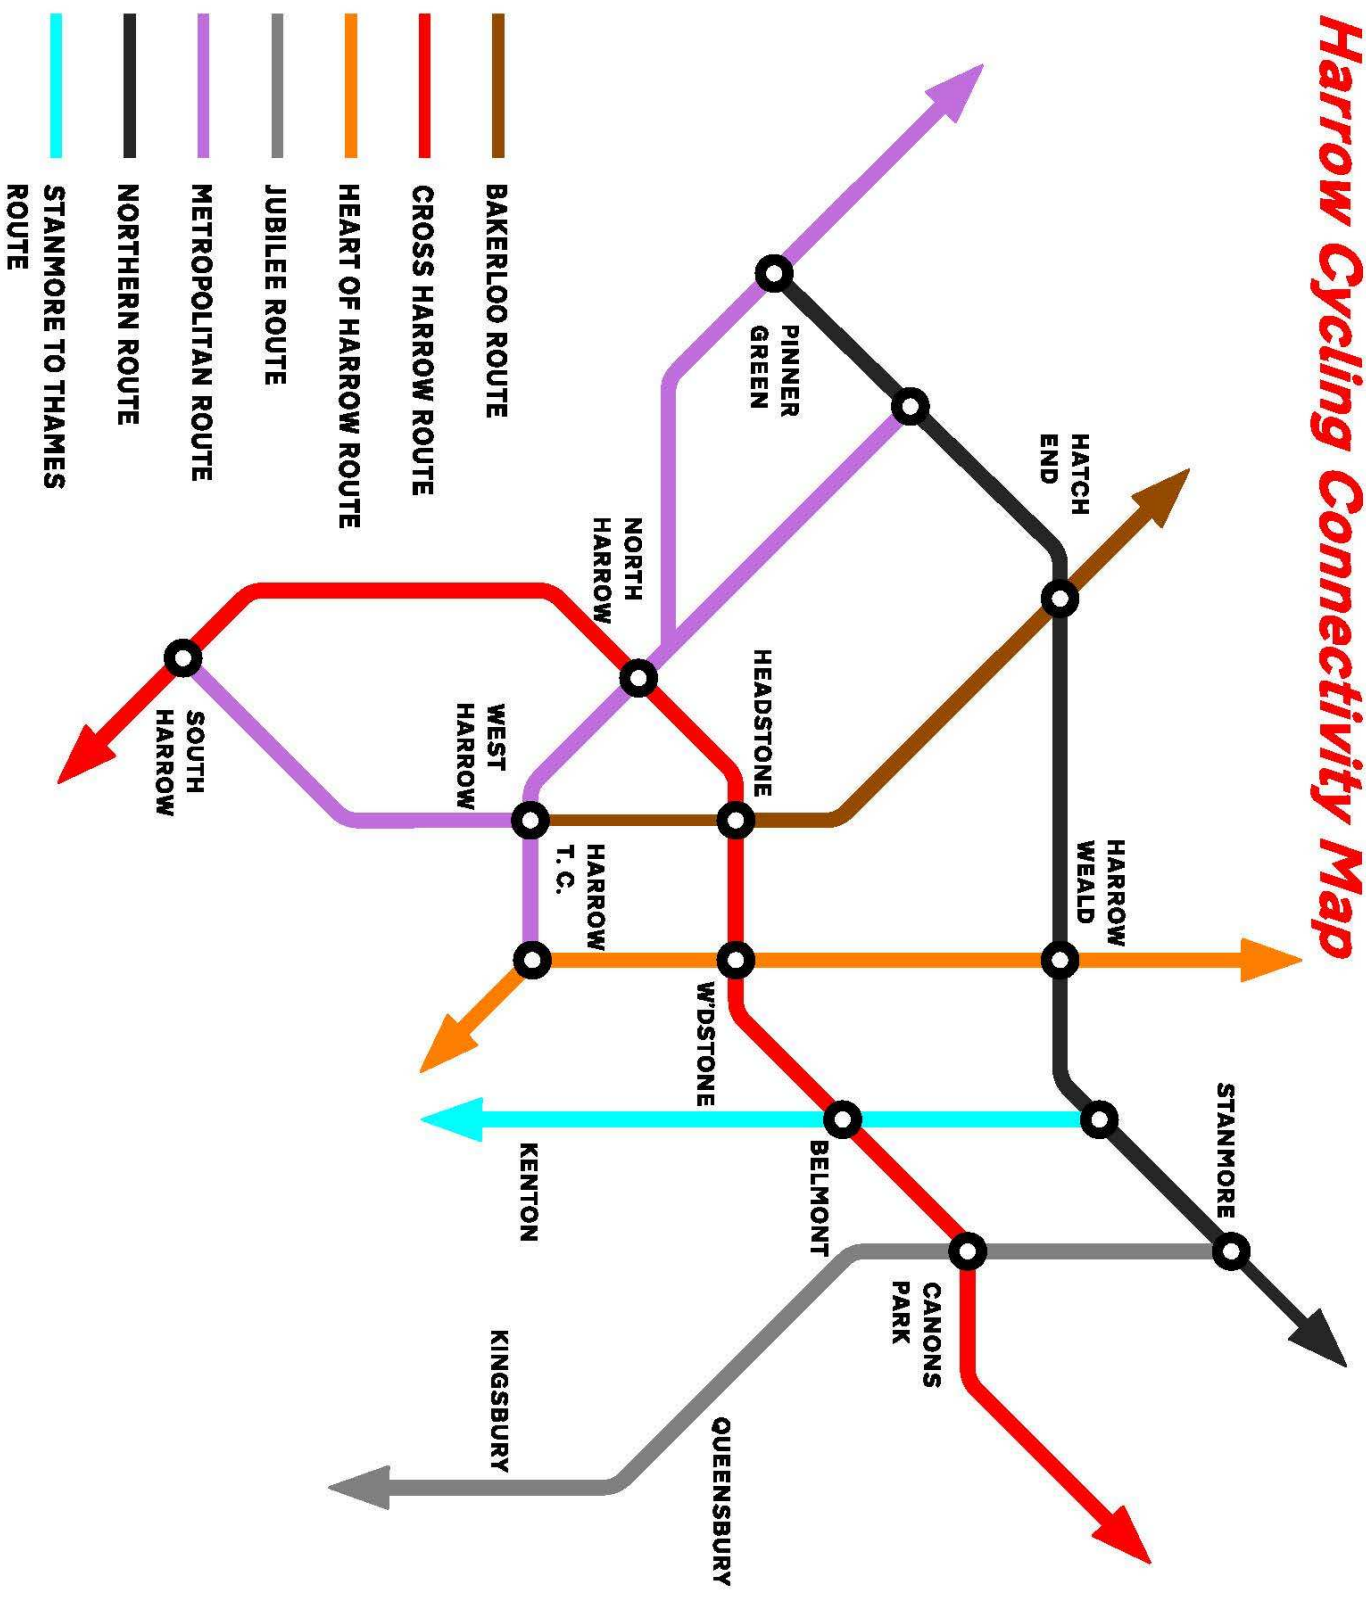 Harrow Cycling Connectivity Map
STANMORE
HATCH
END
HARROW
WEALD
PINNER
GREEN
CANONS
PARK
HEADSTONE
BELMONT
W'DSTONE
QUEENSBURY
NORTH
HARROW
HARROW
T. C.
WEST
HARROW
KENTON
KINGSBURY
SOUTH
HARROW
BAKERLOO ROUTE
CROSS HARROW ROUTE
HEART OF HARROW ROUTE
JUBILEE ROUTE
METROPOLITAN ROUTE
NORTHERN ROUTE
STANMORE TO THAMES
ROUTE